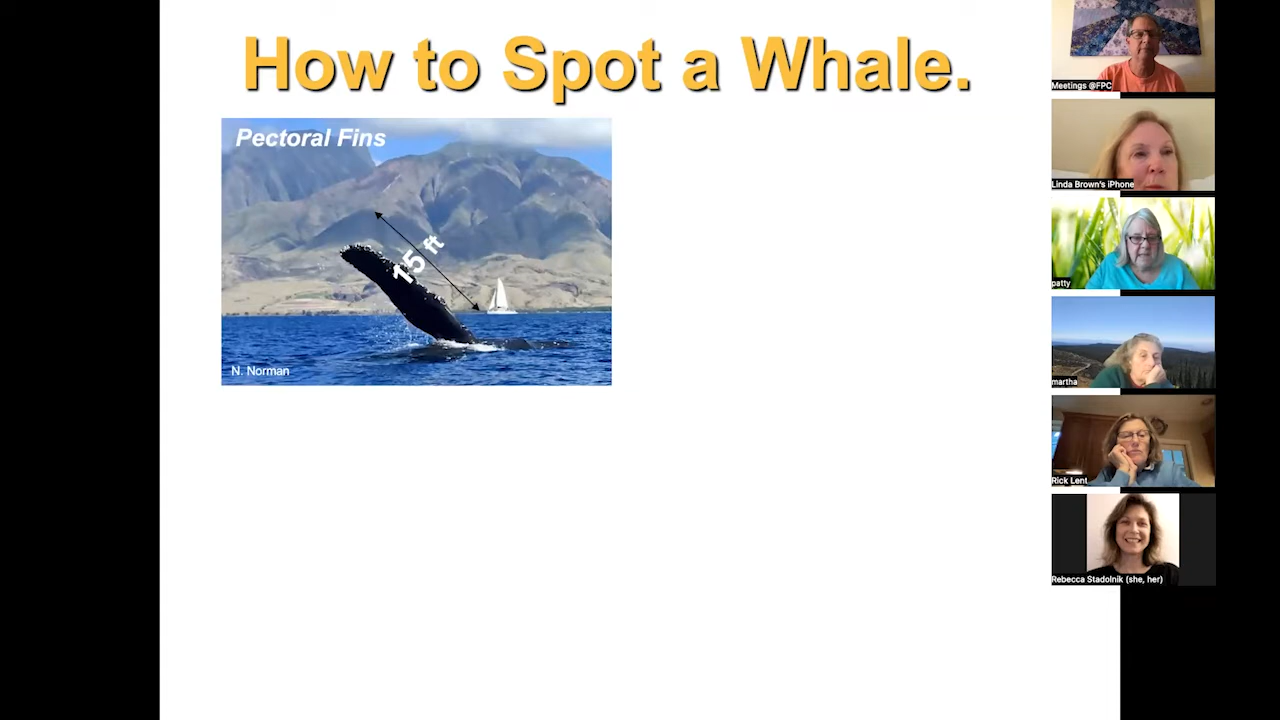 How to Spot a Whale.
Pectoral Fins
15 ft
N. Norman
Meetings @FPC
Linda Brown's iPhone
patty
martha
Rick Lent
Rebecca Stadolnik (she, her)